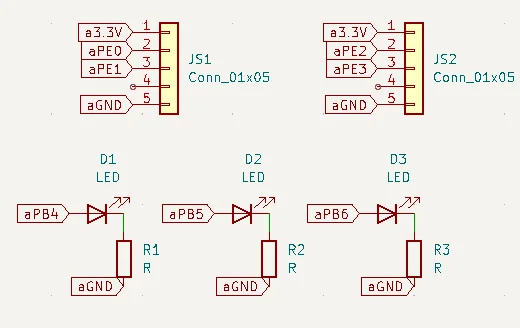 a3.3V 1 a3.3V 1
aPE0 2 aPE2 2
aPE1 3 JS1 aPE3 3 JS2
4 Conn_01x05 4 Conn_01x05
aGND 5 aGND 5
D1 D2 D3
LED LED LED
aPB4 aPB5 aPB6
R1 R2 R3
R R R
aGND aGND aGND